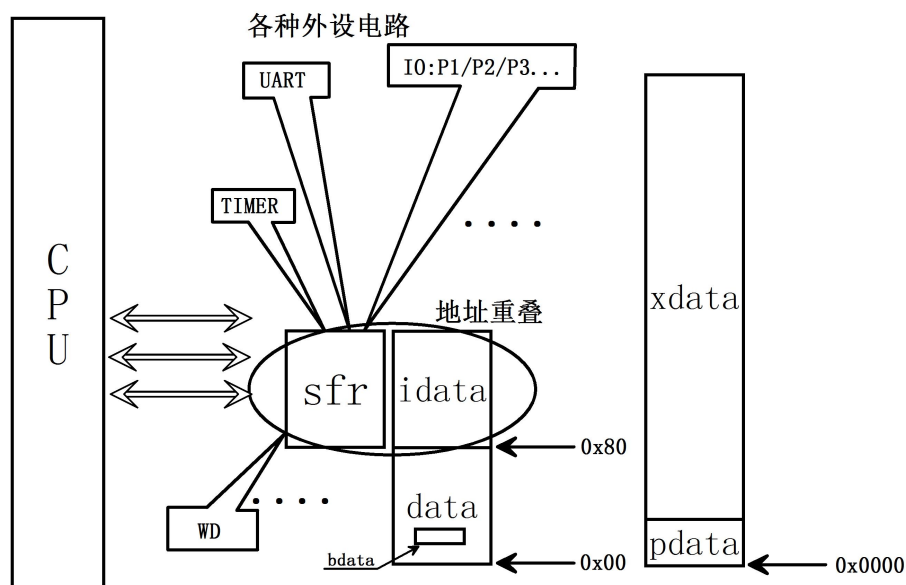 各种外设电路
UART
IO:P1/P2/P3...
TIMER
....
CPU
地址重叠
xdata
sfr
idata
0x80
....
data
WD
bdata
0x00
pdata
0x0000